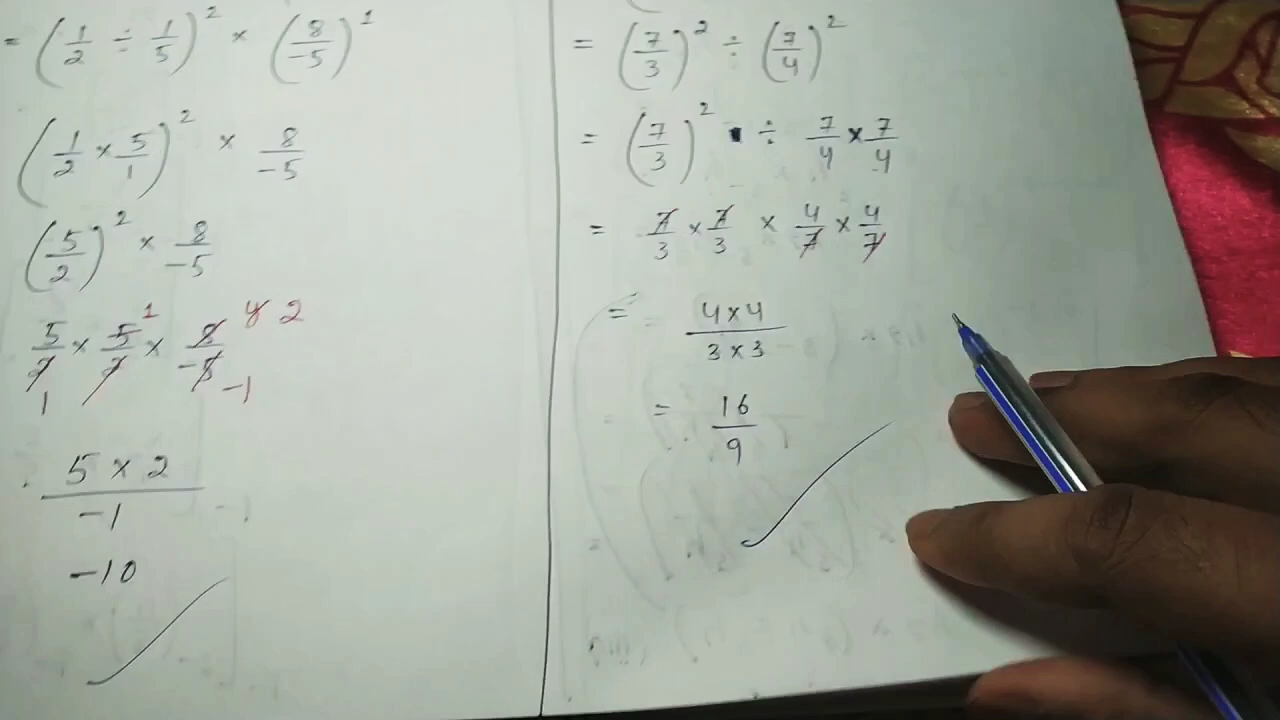 = (1/2 ÷ 1/5)² × (8/-5)¹
(1/2 × 5/1)² × 8/-5
(5/2)² × 8/-5
5/2 × 5/2 × 8/-5 1 4 2 1 -1
5 × 2 / -1
-10
= (7/3)² ÷ (7/4)²
= (7/3)² ÷ 7/4 × 7/4
= 7/3 × 7/3 × 4/7 × 4/7
= 4 × 4 / 3 × 3
= 16/9